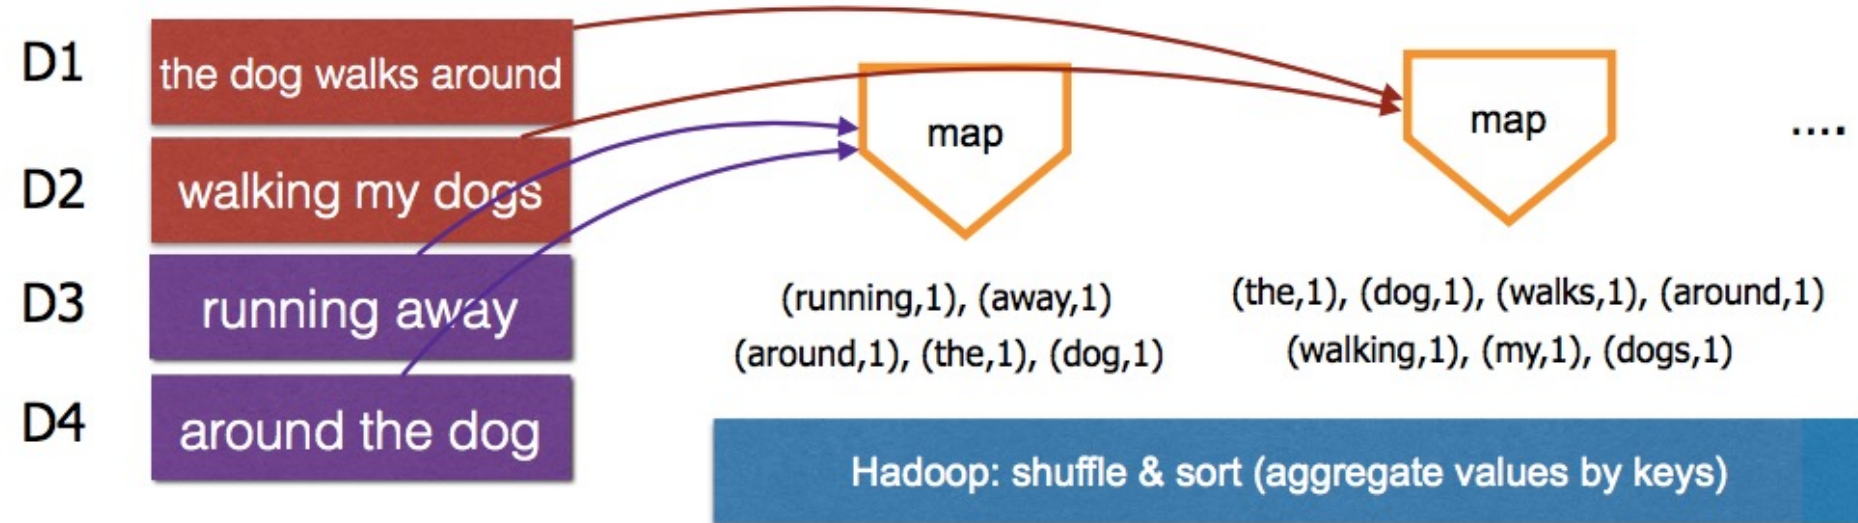 D1
the dog walks around
D2
walking my dogs
D3
running away
D4
around the dog
map
map
....
(running,1), (away,1)
(around,1), (the,1), (dog,1)
(the,1), (dog,1), (walks,1), (around,1)
(walking,1), (my,1), (dogs,1)
Hadoop: shuffle & sort (aggregate values by keys)